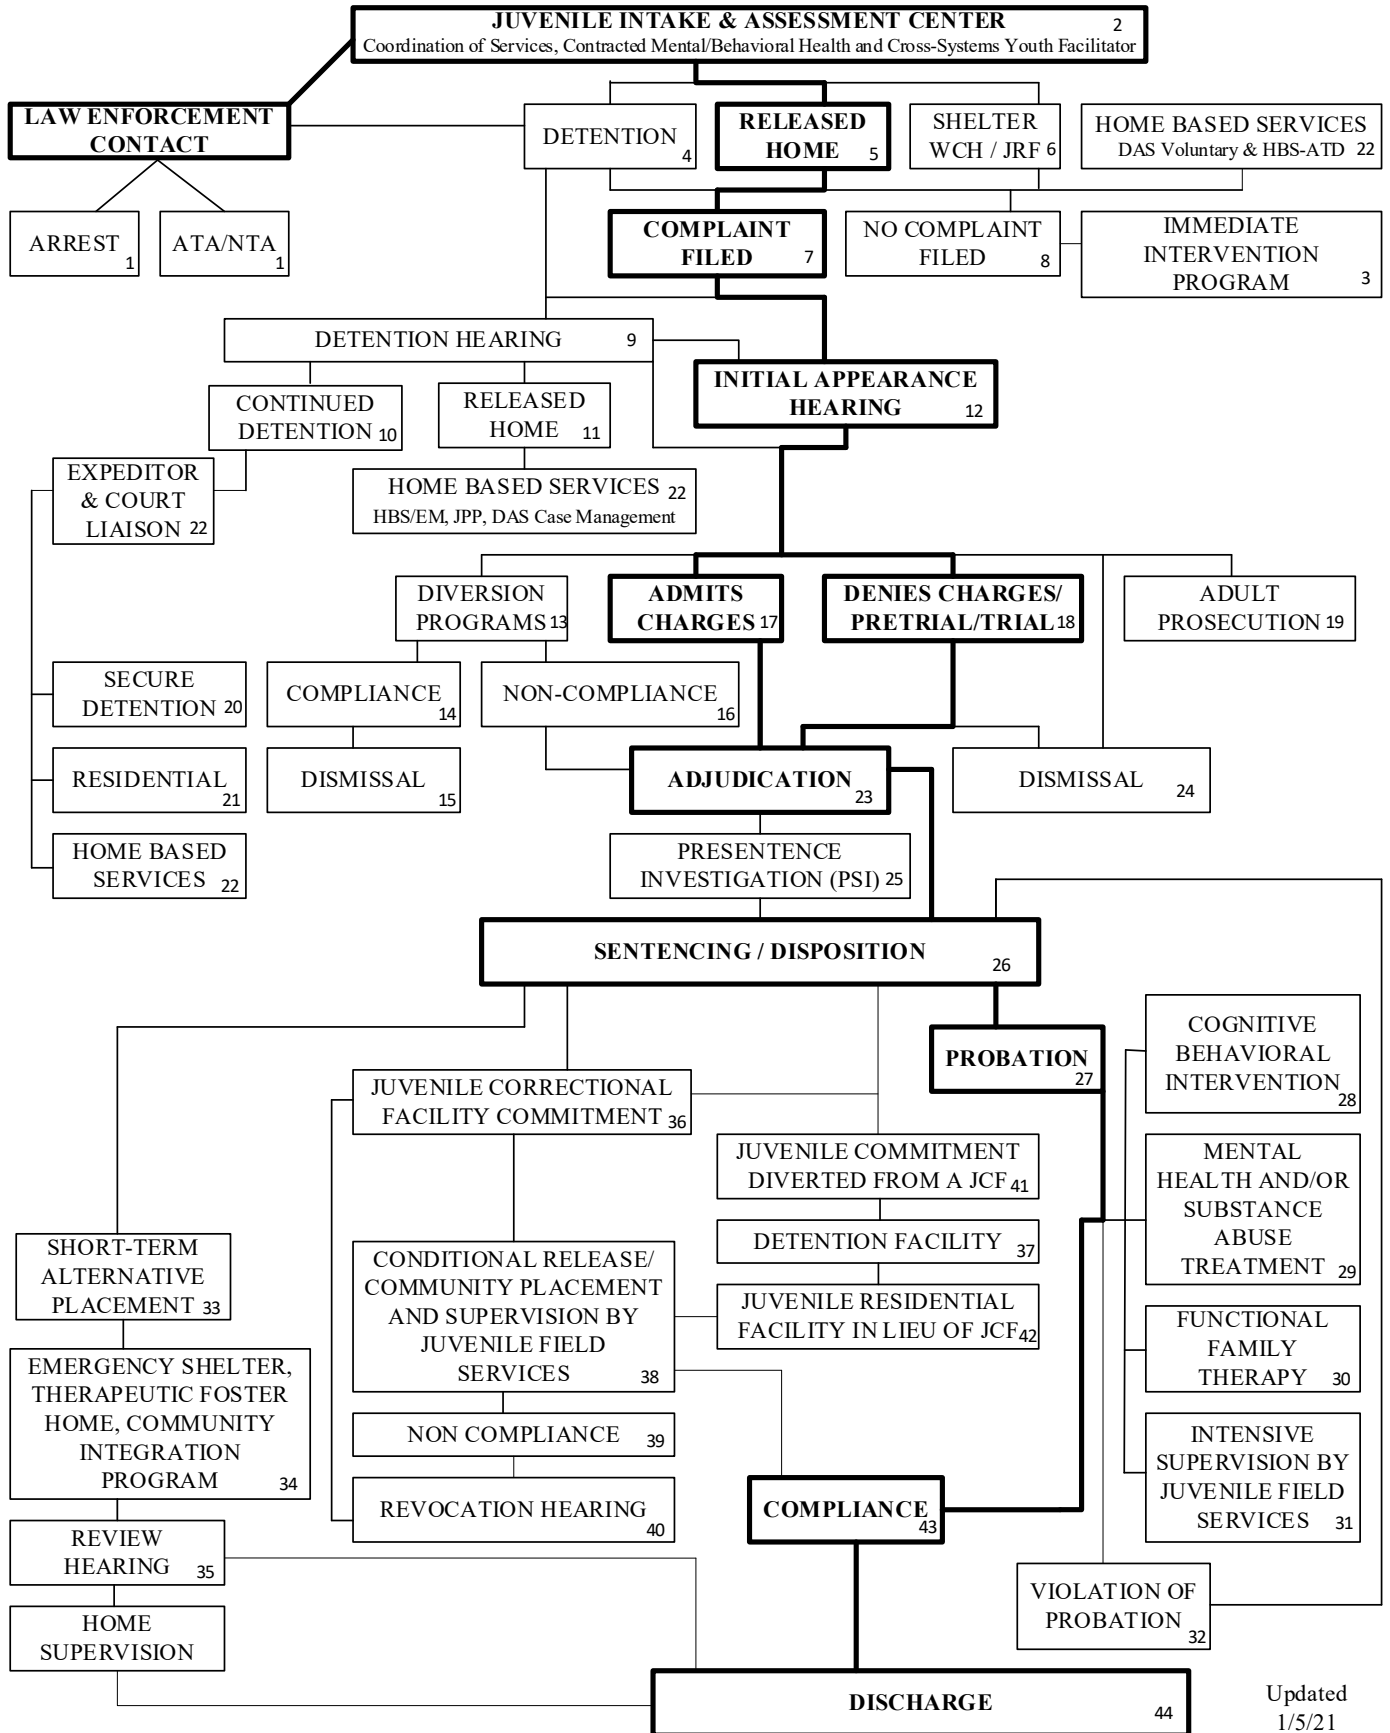 JUVENILE INTAKE & ASSESSMENT CENTER 2
Coordination of Services, Contracted Mental/Behavioral Health and Cross-Systems Youth Facilitator
LAW ENFORCEMENT
CONTACT
DETENTION
4
RELEASED
HOME 5
SHELTER
WCH / JRF 6
HOME BASED SERVICES
DAS Voluntary & HBS-ATD 22
ARREST
1
ATA/NTA
1
COMPLAINT
FILED 7
NO COMPLAINT
FILED 8
IMMEDIATE
INTERVENTION
PROGRAM 3
DETENTION HEARING 9
INITIAL APPEARANCE
HEARING 12
CONTINUED
DETENTION 10
RELEASED
HOME 11
EXPEDITOR
& COURT
LIAISON 22
HOME BASED SERVICES 22
HBS/EM, JPP, DAS Case Management
DIVERSION
PROGRAMS 13
ADMITS
CHARGES 17
DENIES CHARGES/
PRETRIAL/TRIAL 18
ADULT
PROSECUTION 19
SECURE
DETENTION 20
COMPLIANCE
14
NON-COMPLIANCE
16
RESIDENTIAL
21
DISMISSAL
15
ADJUDICATION
23
DISMISSAL
24
HOME BASED
SERVICES 22
PRESENTENCE
INVESTIGATION (PSI) 25
SENTENCING / DISPOSITION
26
PROBATION
27
COGNITIVE
BEHAVIORAL
INTERVENTION 28
JUVENILE CORRECTIONAL
FACILITY COMMITMENT 36
JUVENILE COMMITMENT
DIVERTED FROM A JCF 41
MENTAL
HEALTH AND/OR
SUBSTANCE
ABUSE
TREATMENT 29
SHORT-TERM
ALTERNATIVE
PLACEMENT 33
CONDITIONAL RELEASE/
COMMUNITY PLACEMENT
AND SUPERVISION BY
JUVENILE FIELD
SERVICES 38
DETENTION FACILITY 37
JUVENILE RESIDENTIAL
FACILITY IN LIEU OF JCF 42
FUNCTIONAL
FAMILY
THERAPY 30
EMERGENCY SHELTER,
THERAPEUTIC FOSTER
HOME, COMMUNITY
INTEGRATION
PROGRAM 34
NON COMPLIANCE 39
INTENSIVE
SUPERVISION BY
JUVENILE FIELD
SERVICES 31
REVOCATION HEARING
40
COMPLIANCE
43
REVIEW
HEARING 35
VIOLATION OF
PROBATION 32
HOME
SUPERVISION
DISCHARGE
44
Updated
1/5/21